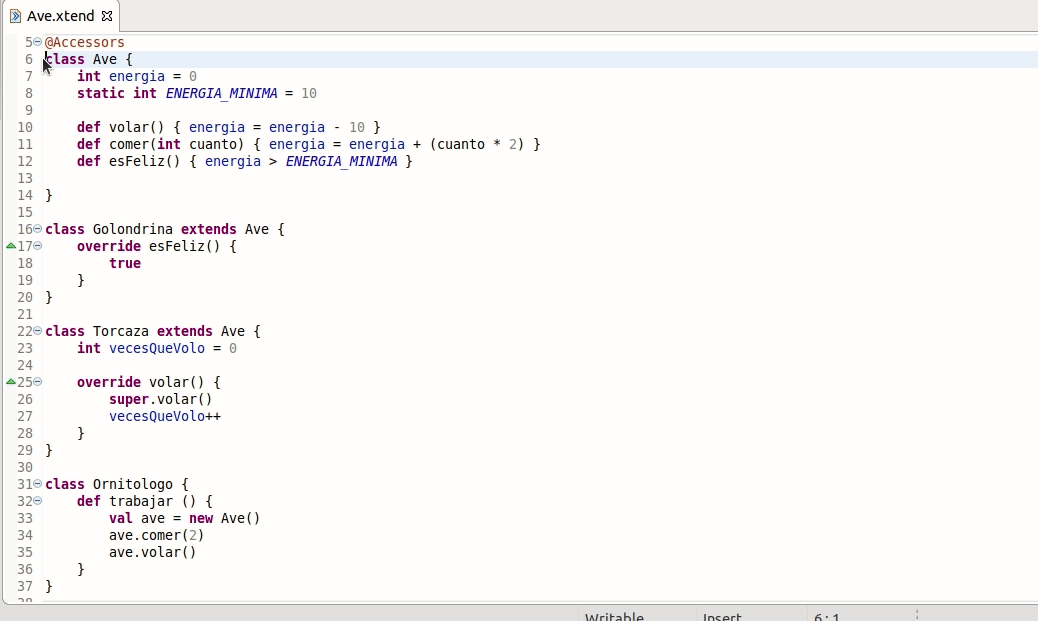 Ave.xtend
5 @Accessors
6 class Ave {
7     int energia = 0
8     static int ENERGIA_MINIMA = 10
9
10     def volar() { energia = energia - 10 }
11     def comer(int cuanto) { energia = energia + (cuanto * 2) }
12     def esFeliz() { energia > ENERGIA_MINIMA }
13
14 }
15
16 class Golondrina extends Ave {
17     override esFeliz() {
18         true
19     }
20 }
21
22 class Torcaza extends Ave {
23     int vecesQueVolo = 0
24
25     override volar() {
26         super.volar()
27         vecesQueVolo++
28     }
29 }
30
31 class Ornitologo {
32     def trabajar () {
33         val ave = new Ave()
34         ave.comer(2)
35         ave.volar()
36     }
37 }
38
Writable Insert 6 : 1